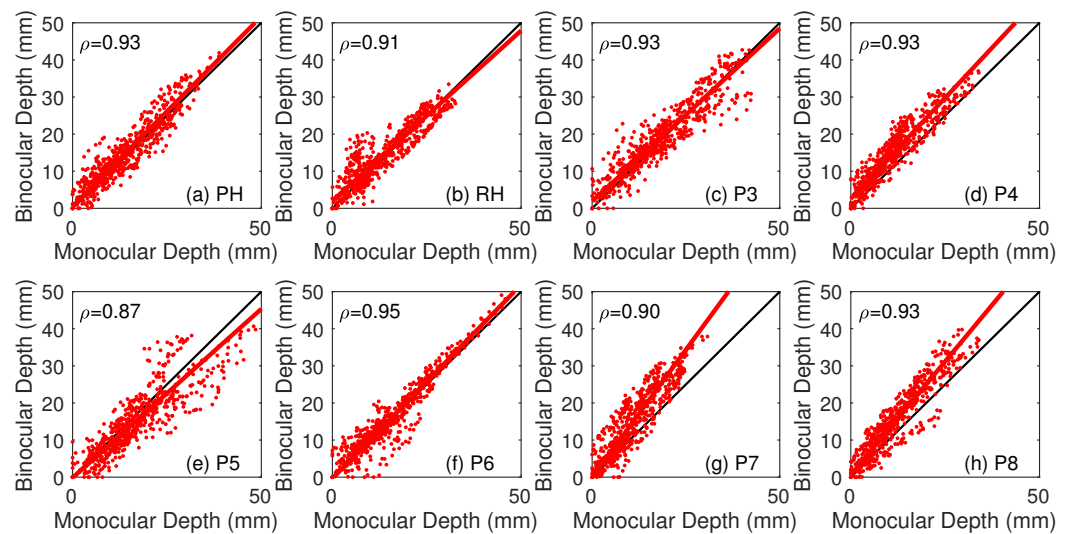 Binocular Depth (mm)
50
40
30
20
10
0
ρ=0.93
(a) PH
0
50
Monocular Depth (mm)
Binocular Depth (mm)
50
40
30
20
10
0
ρ=0.91
(b) RH
0
50
Monocular Depth (mm)
Binocular Depth (mm)
50
40
30
20
10
0
ρ=0.93
(c) P3
0
50
Monocular Depth (mm)
Binocular Depth (mm)
50
40
30
20
10
0
ρ=0.93
(d) P4
0
50
Monocular Depth (mm)
Binocular Depth (mm)
50
40
30
20
10
0
ρ=0.87
(e) P5
0
50
Monocular Depth (mm)
Binocular Depth (mm)
50
40
30
20
10
0
ρ=0.95
(f) P6
0
50
Monocular Depth (mm)
Binocular Depth (mm)
50
40
30
20
10
0
ρ=0.90
(g) P7
0
50
Monocular Depth (mm)
Binocular Depth (mm)
50
40
30
20
10
0
ρ=0.93
(h) P8
0
50
Monocular Depth (mm)